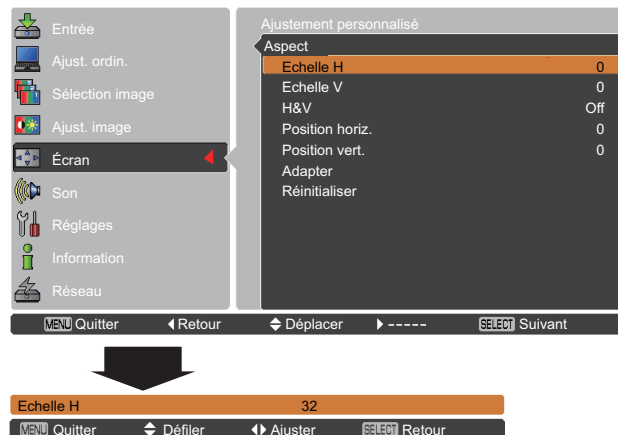 Entrée
Ajust. ordin.
Sélection image
Ajust. image
Écran
Son
Réglages
Information
Réseau
Ajustement personnalisé
Aspect
Echelle H 0
Echelle V 0
H&V Off
Position horiz. 0
Position vert. 0
Adapter
Réinitialiser
MENU Quitter Retour Déplacer ----- SELECT Suivant
Echelle H 32
MENU Quitter Défiler Ajuster SELECT Retour